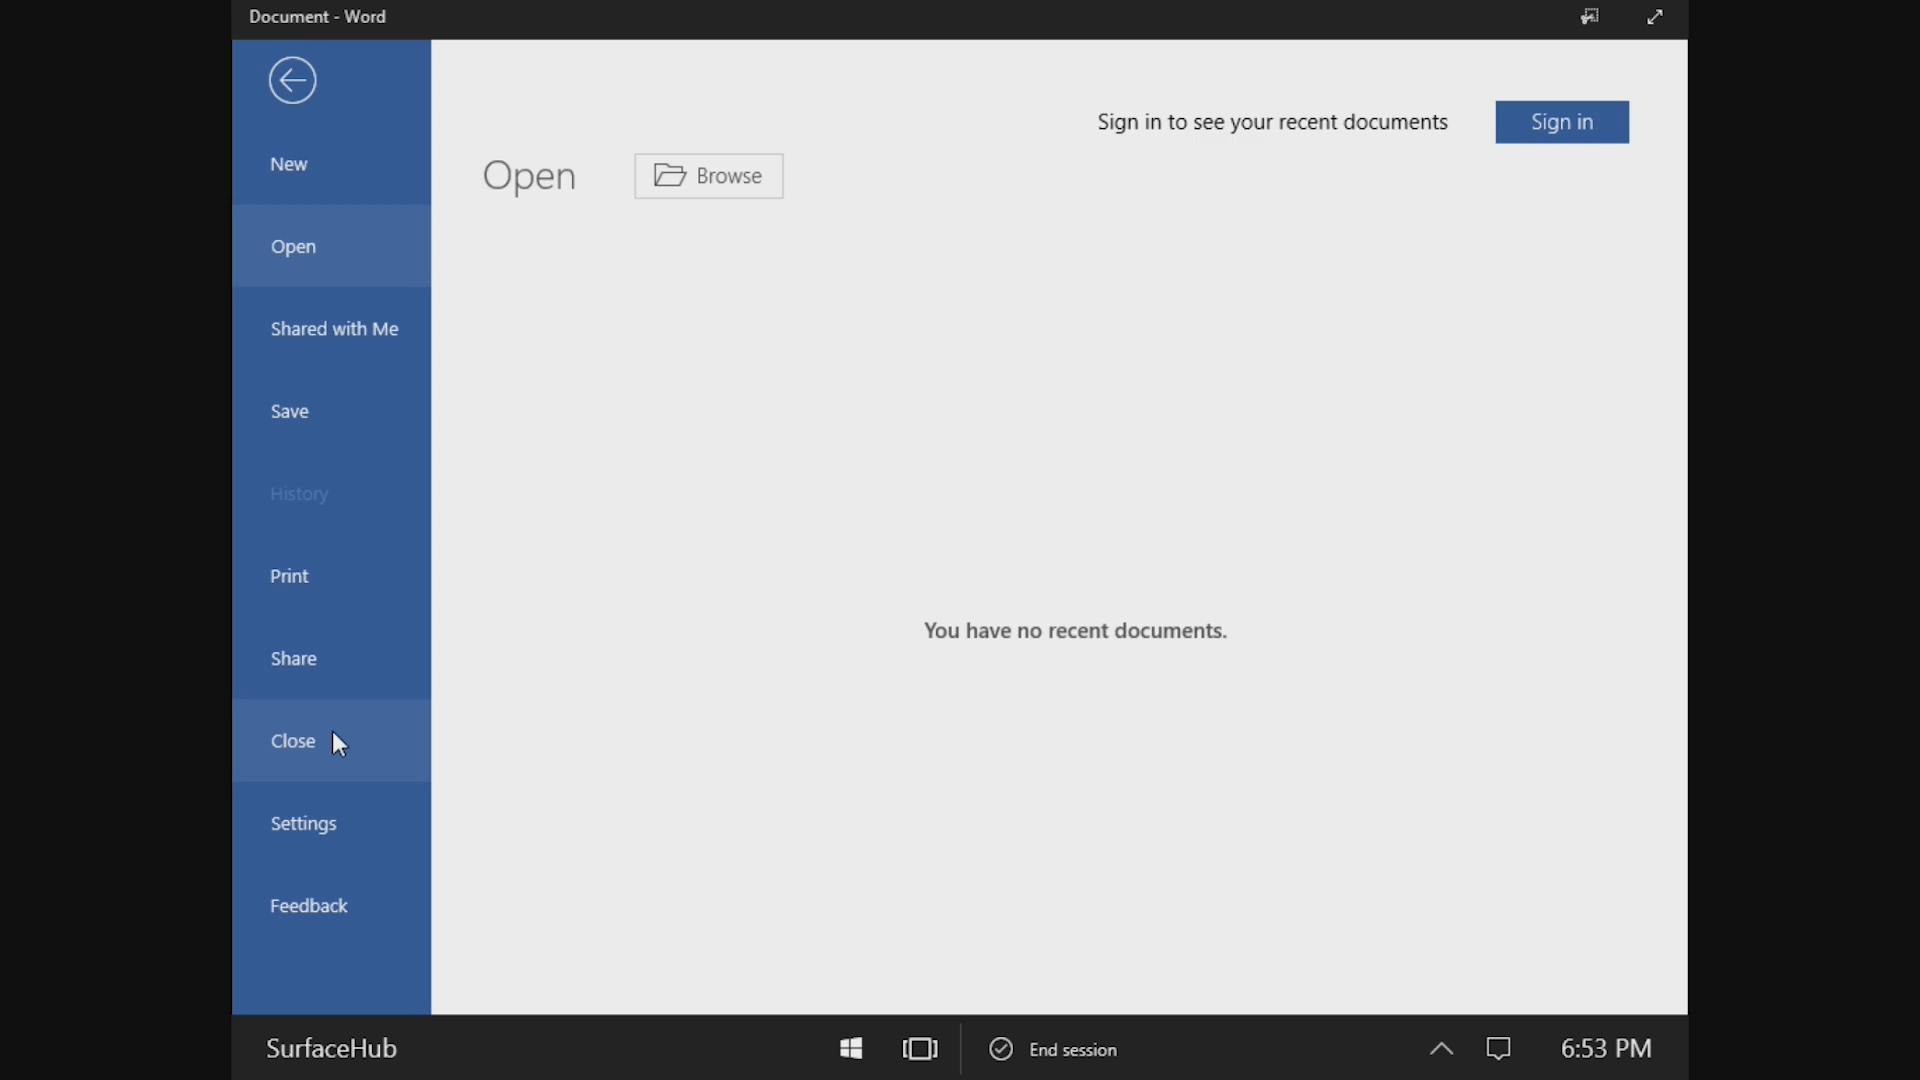 Document - Word
New
Open
Shared with Me
Save
History
Print
Share
Close
Settings
Feedback
Sign in to see your recent documents
Sign in
Open
Browse
You have no recent documents.
SurfaceHub
End session
6:53 PM